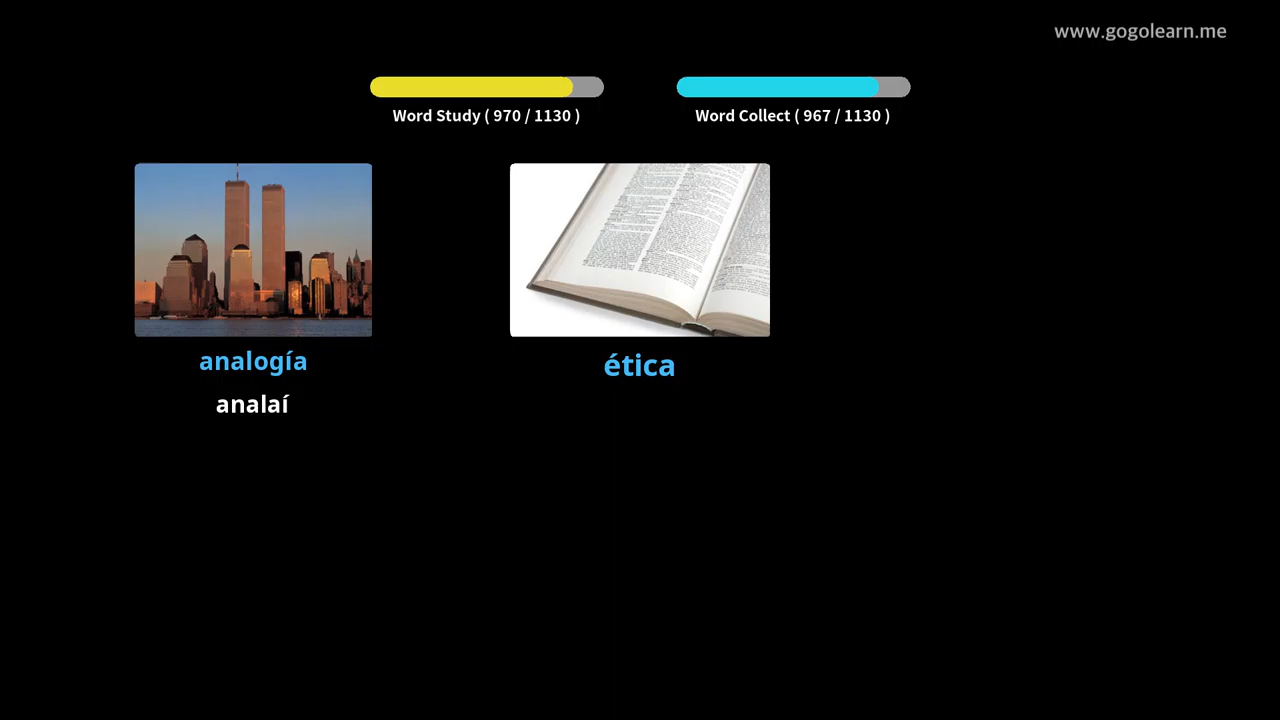 www.gogolearn.me
Word Study ( 970 / 1130 )
Word Collect ( 967 / 1130 )
analogía
analaí
ética